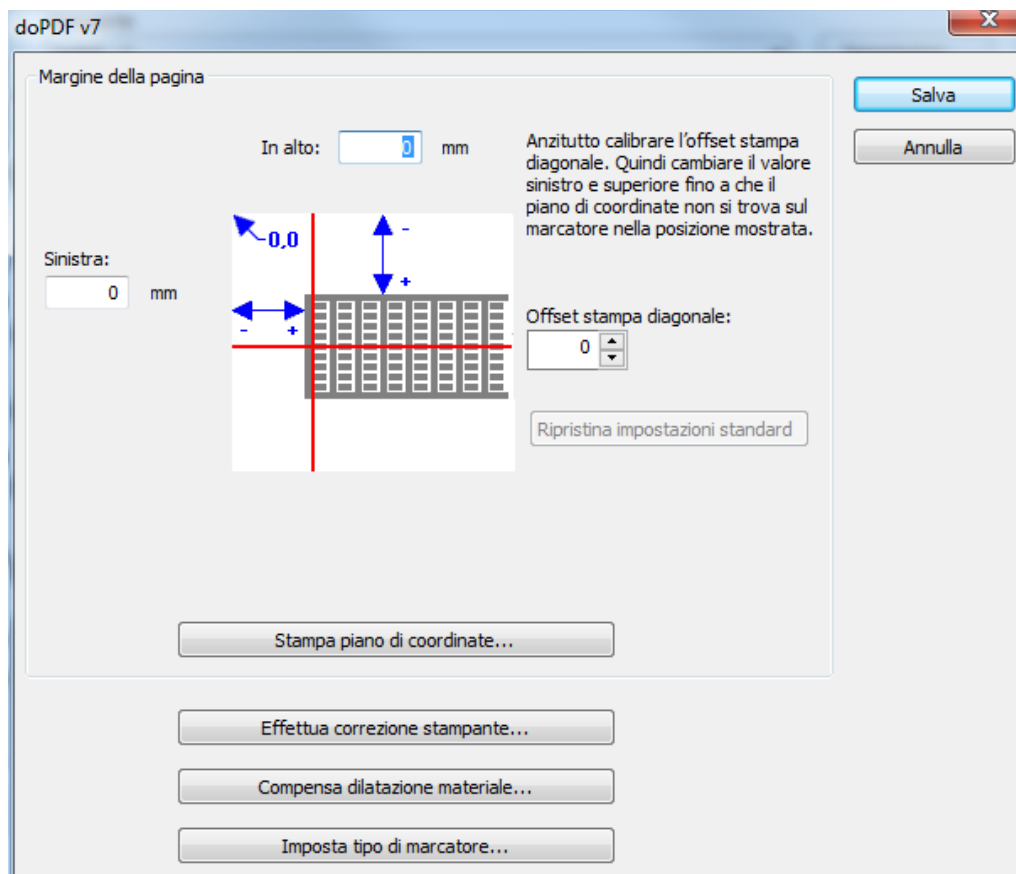 doPDF v7
Margine della pagina
Salva
In alto: 0 mm
Anzitutto calibrare l'offset stampa
diagonale. Quindi cambiare il valore
sinistro e superiore fino a che il
piano di coordinate non si trova sul
marcatore nella posizione mostrata.
Annulla
0,0
-
+
Sinistra:
0 mm
- +
Offset stampa diagonale:
0
Ripristina impostazioni standard
Stampa piano di coordinate...
Effettua correzione stampante...
Compensa dilatazione materiale...
Imposta tipo di marcatore...